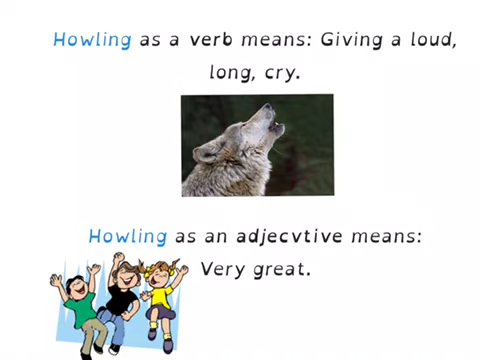 Howling as a verb means: Giving a loud,
long, cry.
Howling as an adjecvtive means:
Very great.